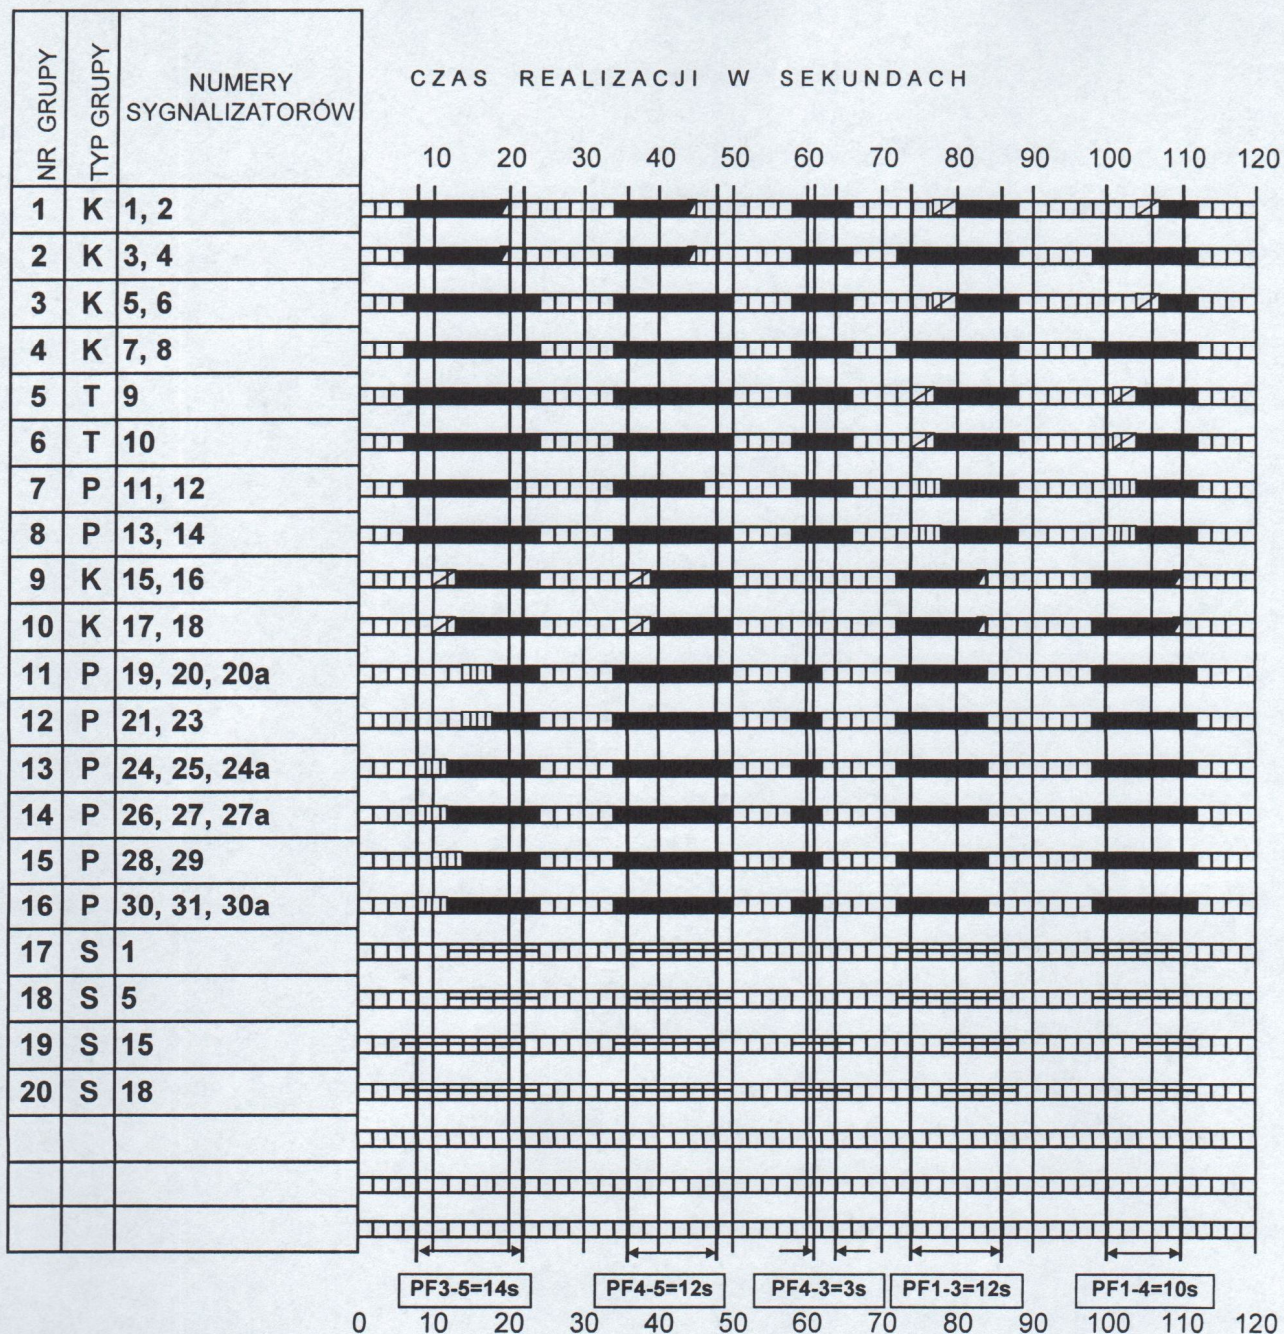 NR GRUPY
TYP GRUPY
NUMERY
SYGNALIZATORÓW
CZAS REALIZACJI W SEKUNDACH
10 20 30 40 50 60 70 80 90 100 110 120
1 K 1, 2
2 K 3, 4
3 K 5, 6
4 K 7, 8
5 T 9
6 T 10
7 P 11, 12
8 P 13, 14
9 K 15, 16
10 K 17, 18
11 P 19, 20, 20a
12 P 21, 23
13 P 24, 25, 24a
14 P 26, 27, 27a
15 P 28, 29
16 P 30, 31, 30a
17 S 1
18 S 5
19 S 15
20 S 18
PF3-5=14s PF4-5=12s PF4-3=3s PF1-3=12s PF1-4=10s
0 10 20 30 40 50 60 70 80 90 100 110 120